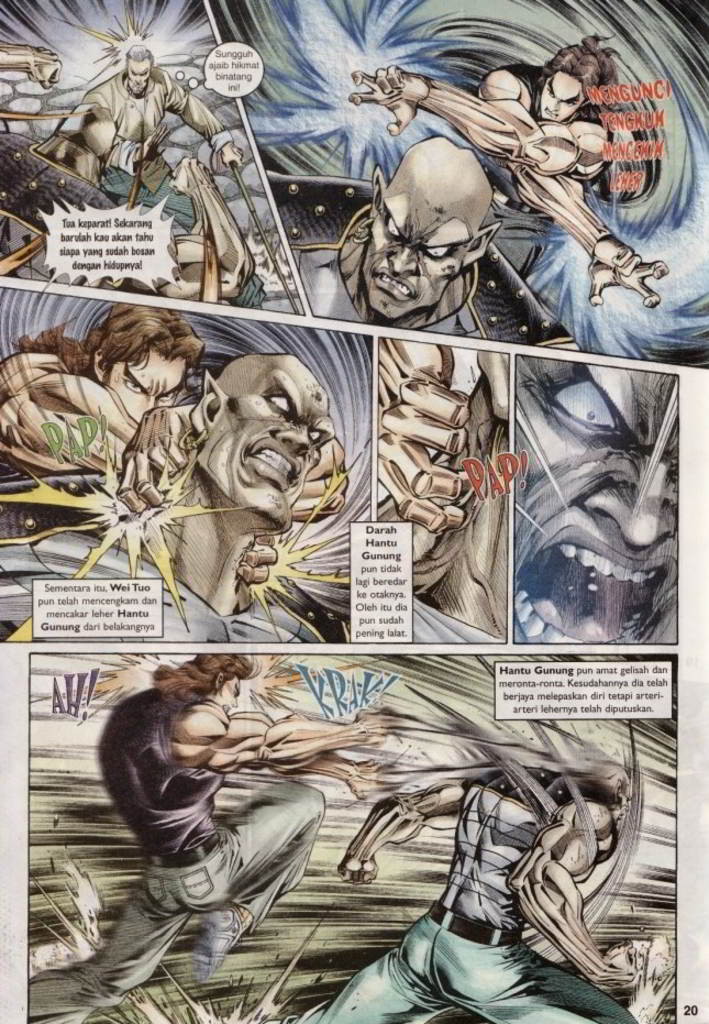 Sungguh
ajaib hikmat
binatang
ini!
Tua keparat! Sekarang
barulah kau akan tahu
siapa yang sudah bosan
dengan hidupnya!
MENGUNCI
TENGKUK
MENCEKIK
LEHER
PAP!
Sementara itu, Wei Tuo
pun telah mencengkam dan
mencakar leher Hantu
Gunung dari belakangnya
PAP!
Darah
Hantu
Gunung
pun tidak
lagi beredar
ke otaknya.
Oleh itu dia
pun sudah
pening lalat.
AH!
KRAK!
Hantu Gunung pun amat gelisah dan
meronta-ronta. Kesudahannya dia telah
berjaya melepaskan diri tetapi arteri-
arteri lehernya telah diputuskan.
20